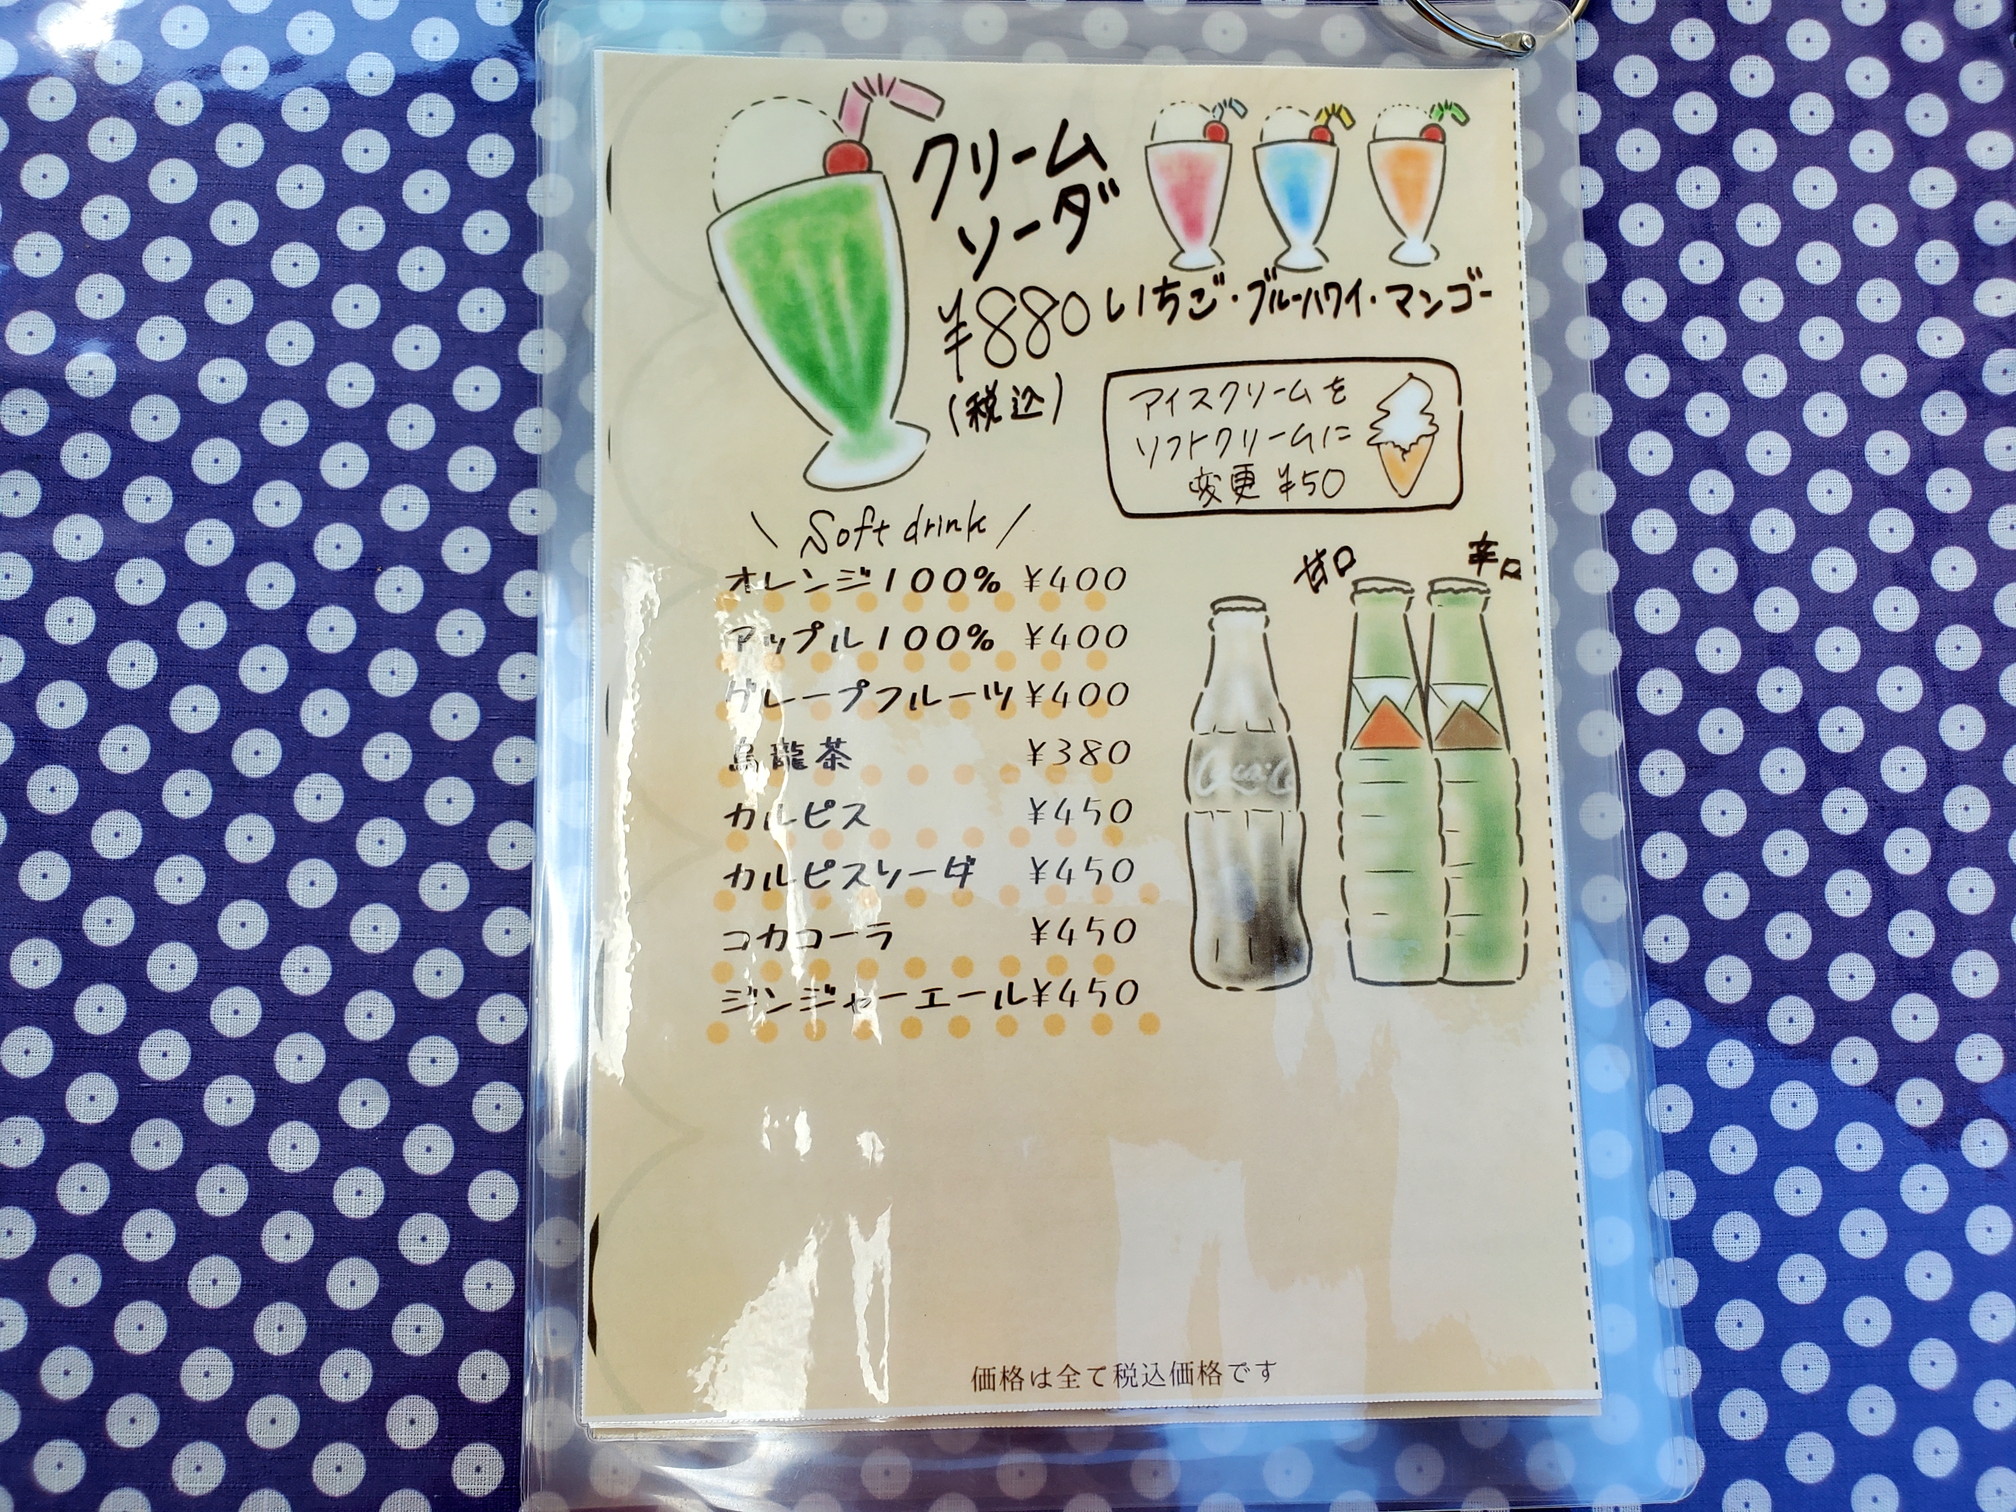 クリーム
ソーダ
¥880
(税込)
いちご・ブルーハワイ・マンゴー
アイスクリームを
ソフトクリームに
変更 ¥50
\ Soft drink /
オレンジ100% ¥400
アップル100% ¥400
グレープフルーツ ¥400
烏龍茶 ¥380
カルピス ¥450
カルピスソーダ ¥450
コカコーラ ¥450
ジンジャーエール ¥450
甘口
辛口
価格は全て税込価格です